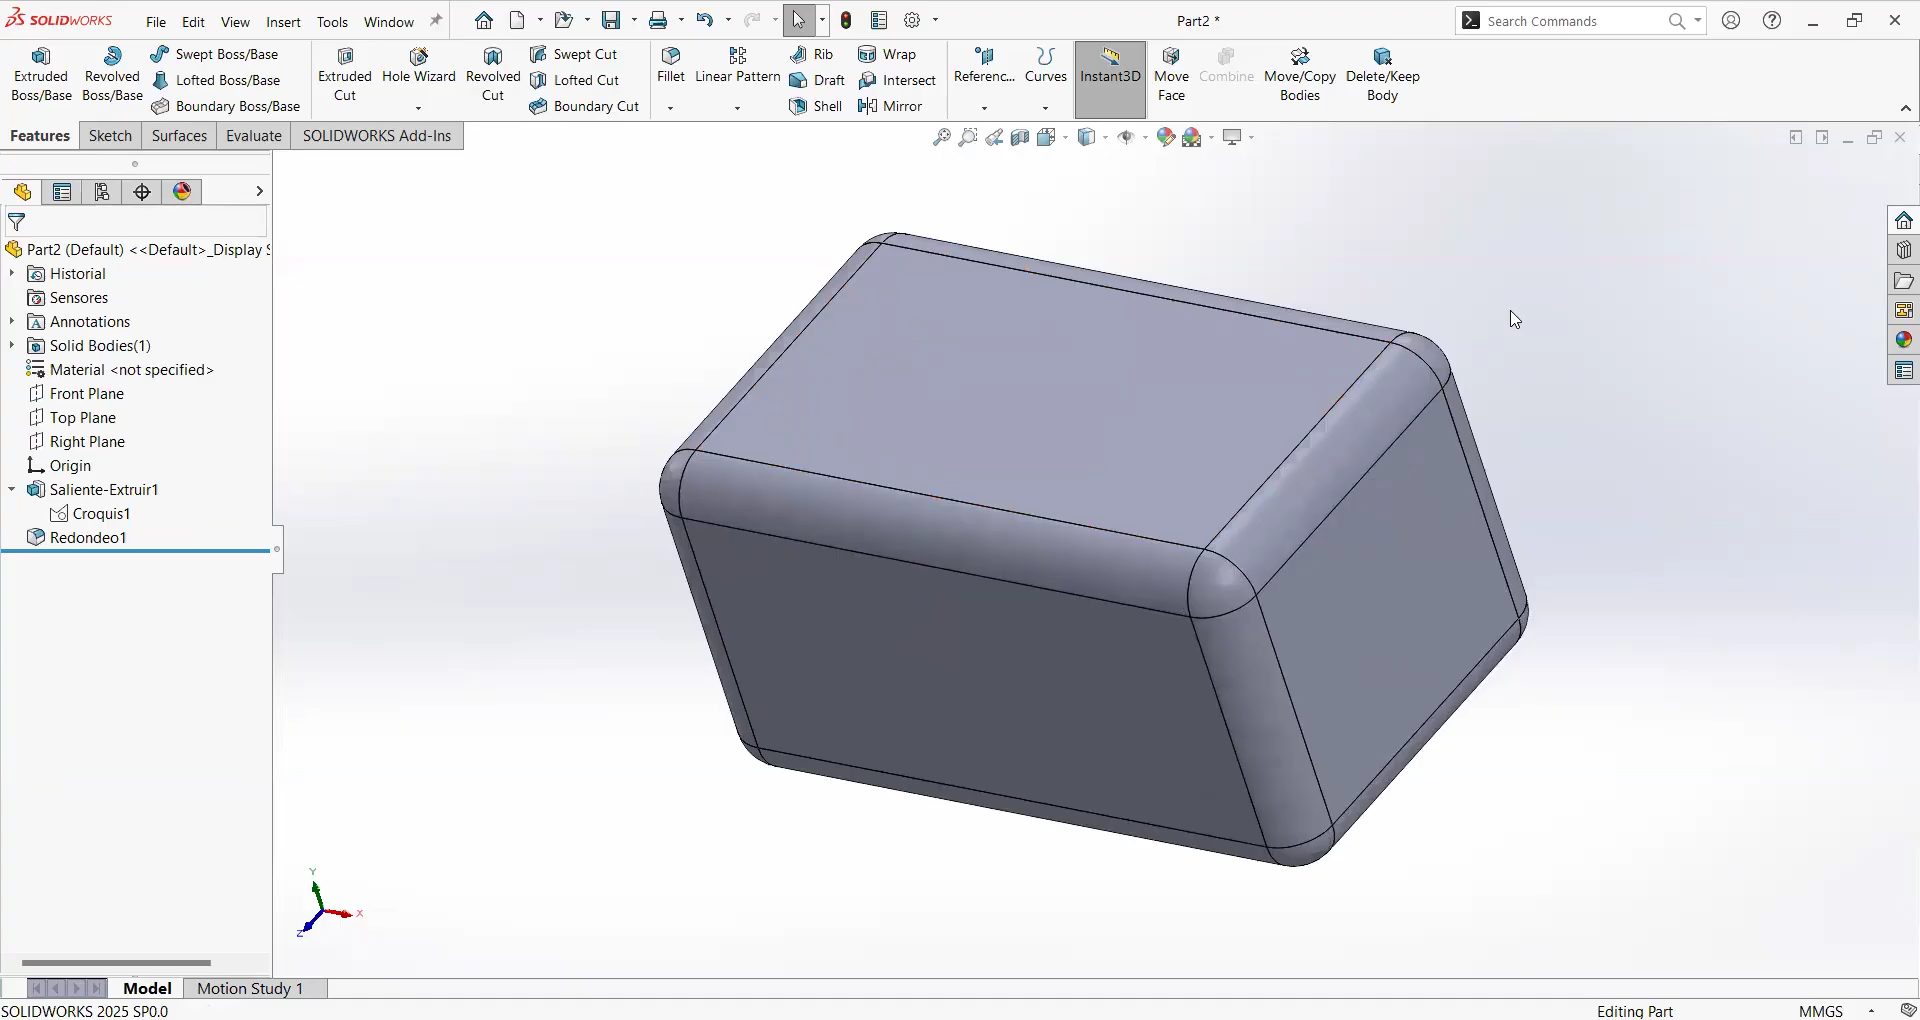 SOLIDWORKS File Edit View Insert Tools Window Part2 * Search Commands
Extruded Boss/Base
Revolved Boss/Base
Swept Boss/Base
Lofted Boss/Base
Boundary Boss/Base
Extruded Cut
Hole Wizard
Revolved Cut
Swept Cut
Lofted Cut
Boundary Cut
Fillet
Linear Pattern
Rib
Draft
Shell
Wrap
Intersect
Mirror
Referenc...
Curves
Instant3D
Move Face
Combine
Move/Copy Bodies
Delete/Keep Body
Features Sketch Surfaces Evaluate SOLIDWORKS Add-Ins
Part2 (Default) <<Default>_Display S
Historial
Sensores
Annotations
Solid Bodies(1)
Material <not specified>
Front Plane
Top Plane
Right Plane
Origin
Saliente-Extruir1
Croquis1
Redondeo1
Y
X
Z
Model Motion Study 1
SOLIDWORKS 2025 SP0.0 Editing Part MMGS